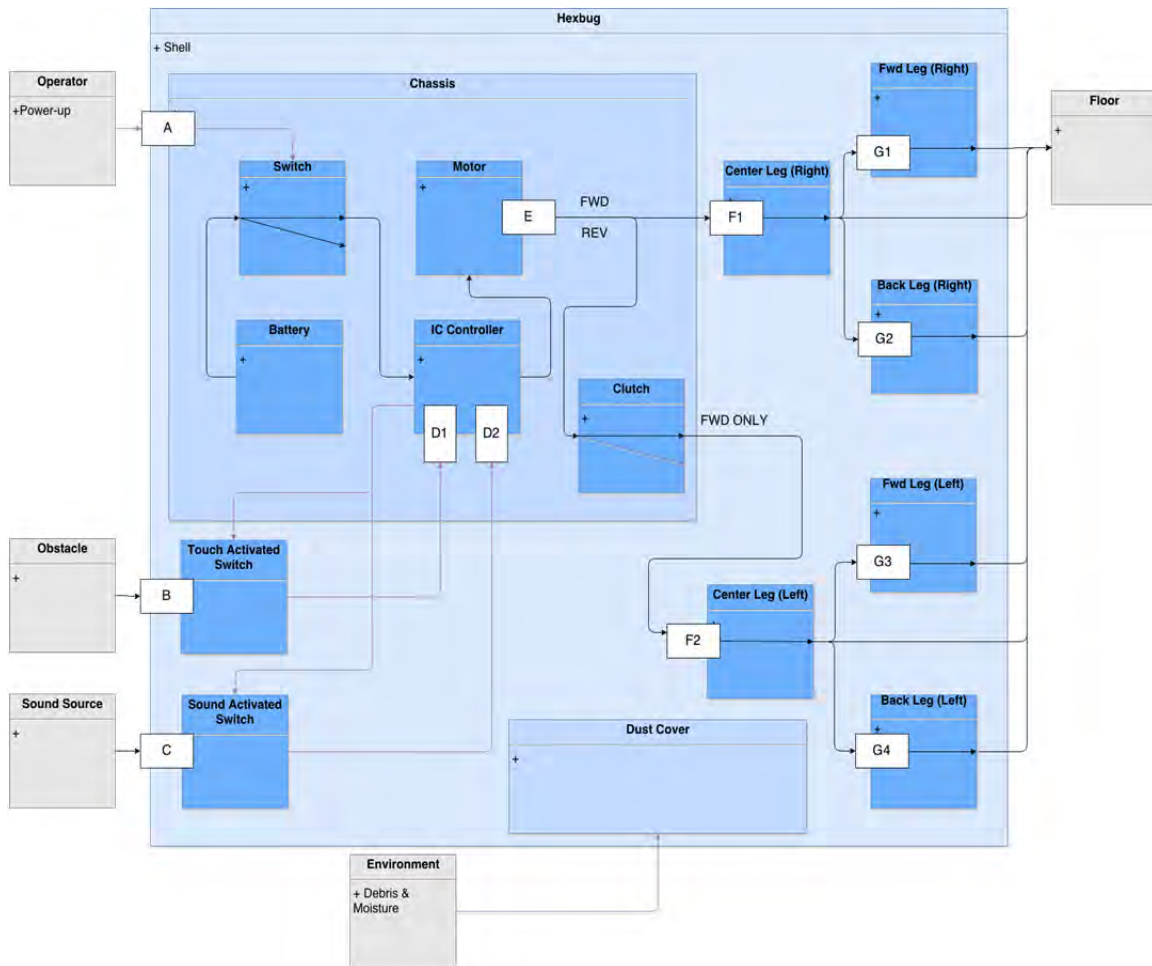 Hexbug
+ Shell
Operator
+Power-up
A
Chassis
Switch
+
Motor
+
E
FWD
REV
Battery
IC Controller
+
D1
D2
Clutch
+
FWD ONLY
Center Leg (Right)
F1
Fwd Leg (Right)
+
G1
Back Leg (Right)
+
G2
Floor
+
Obstacle
+
B
Touch Activated
Switch
Sound Source
+
C
Sound Activated
Switch
Center Leg (Left)
F2
Fwd Leg (Left)
+
G3
Back Leg (Left)
+
G4
Dust Cover
+
Environment
+ Debris &
Moisture